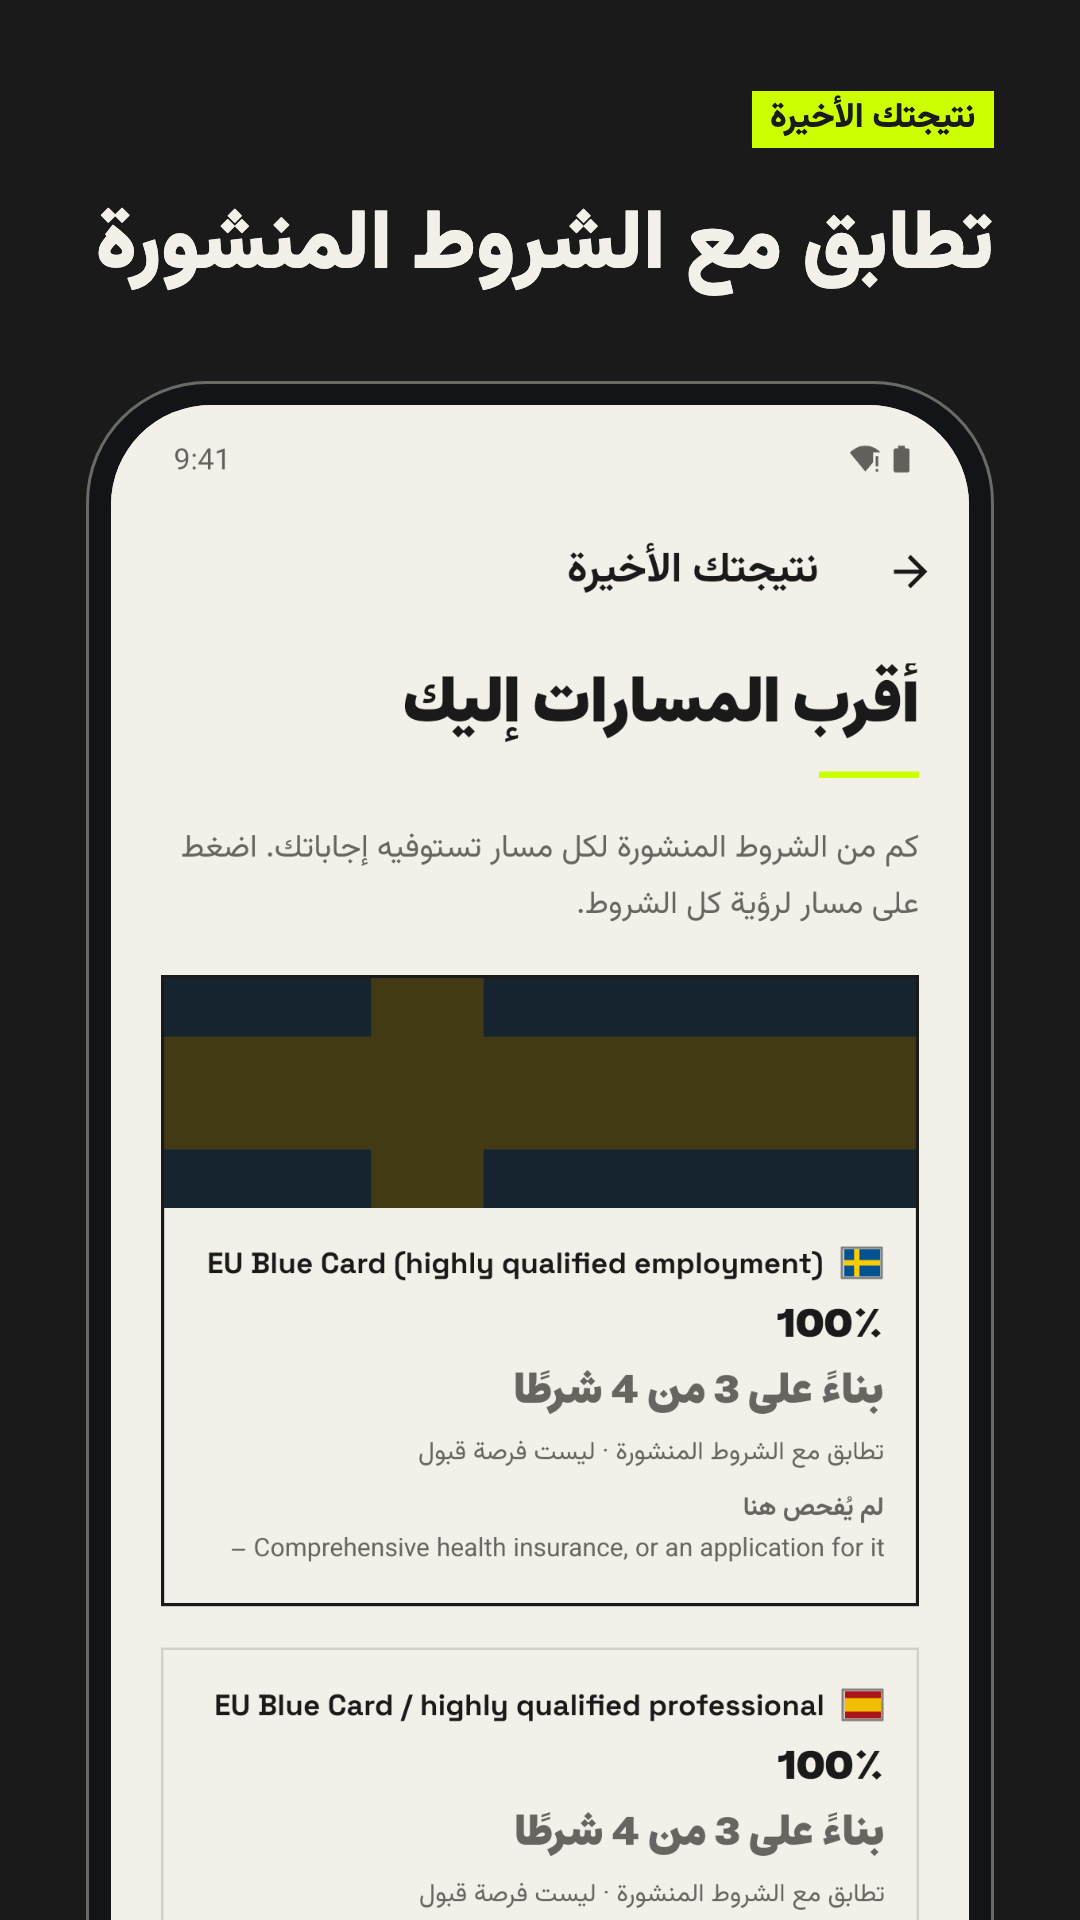 نتيجتك الأخيرة
تطابق مع الشروط المنشورة
9:41
نتيجتك الأخيرة
أقرب المسارات إليك
كم من الشروط المنشورة لكل مسار تستوفيه إجاباتك. اضغط
على مسار لرؤية كل الشروط.
EU Blue Card (highly qualified employment)
100٪
بناءً على 3 من 4 شرطًا
تطابق مع الشروط المنشورة · ليست فرصة قبول
لم يُفحص هنا
– Comprehensive health insurance, or an application for it
EU Blue Card / highly qualified professional
100٪
بناءً على 3 من 4 شرطًا
تطابق مع الشروط المنشورة · ليست فرصة قبول